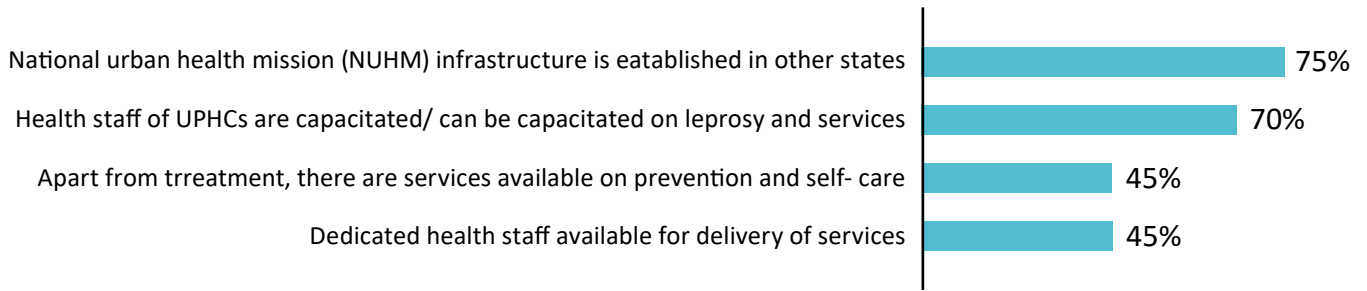 National urban health mission (NUHM) infrastructure is eatablished in other states 75%
Health staff of UPHCs are capacitated/ can be capacitated on leprosy and services 70%
Apart from trreatment, there are services available on prevention and self- care 45%
Dedicated health staff available for delivery of services 45%